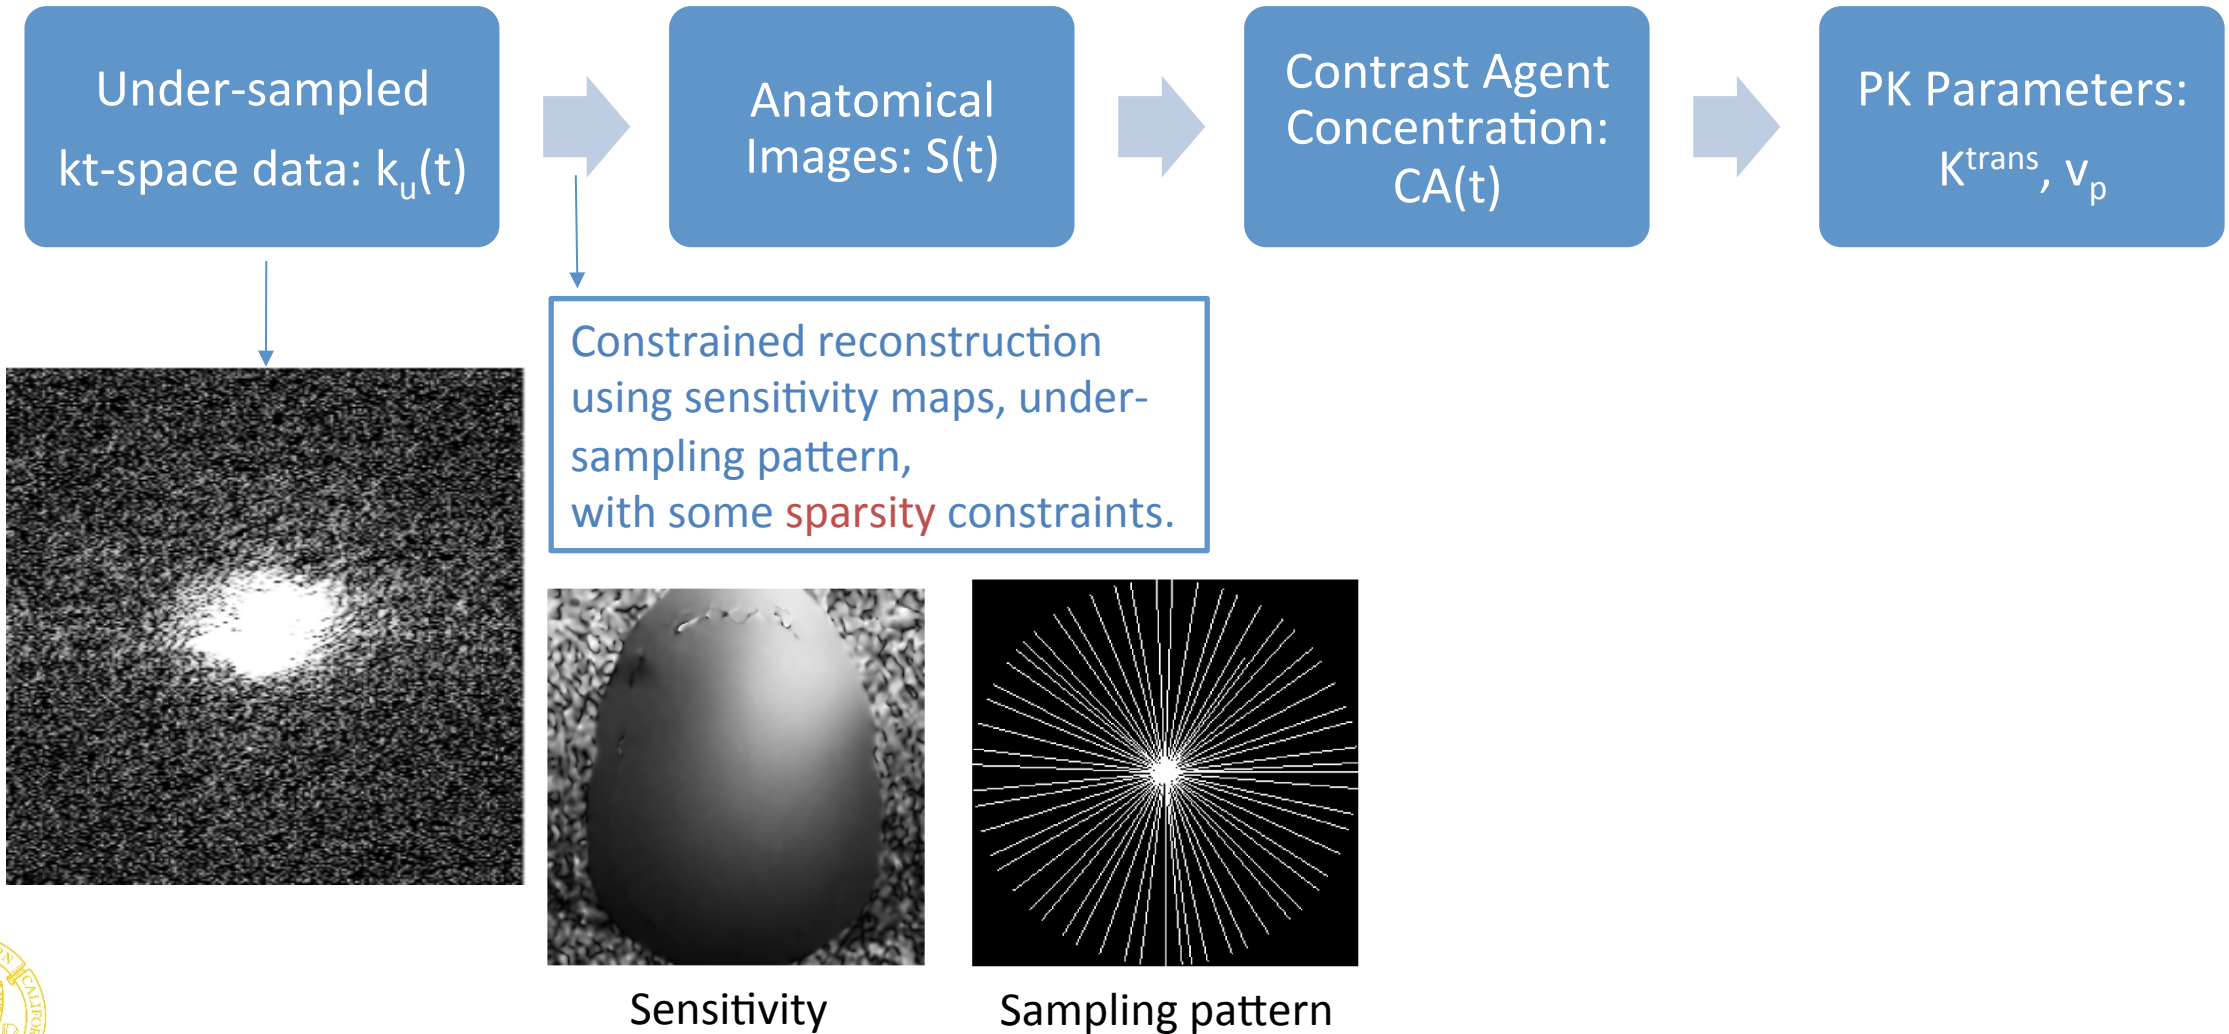 Under-sampled
kt-space data: kᵤ(t)
Anatomical
Images: S(t)
Contrast Agent
Concentration:
CA(t)
PK Parameters:
Kᵗʳᵃⁿˢ, vₚ
Constrained reconstruction
using sensitivity maps, under-
sampling pattern,
with some sparsity constraints.
Sensitivity
Sampling pattern